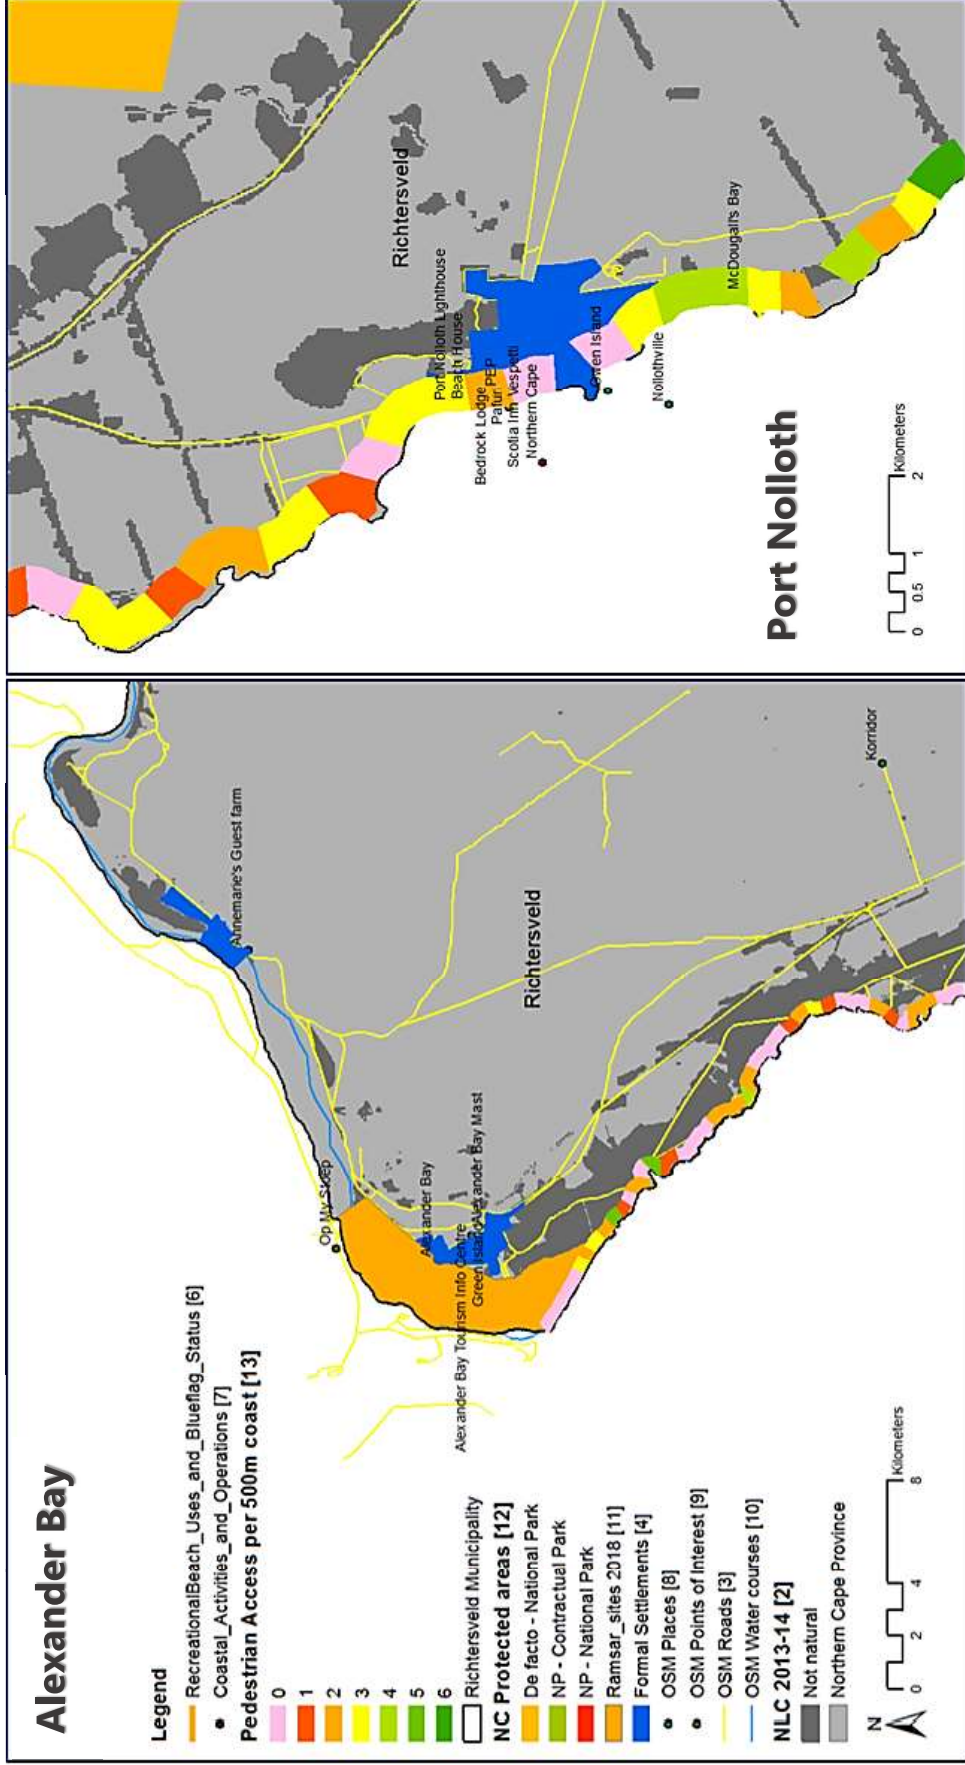 Alexander Bay
Legend
RecreationalBeach_Uses_and_Blueflag_Status [6]
Coastal_Activities_and_Operations [7]
Pedestrian Access per 500m coast [13]
0
1
2
3
4
5
6
Richtersveld Municipality
NC Protected areas [12]
De facto - National Park
NP - Contractual Park
NP - National Park
Ramsar_sites 2018 [11]
Formal Settlements [4]
OSM Places [8]
OSM Points of Interest [9]
OSM Roads [3]
OSM Water courses [10]
NLC 2013-14 [2]
Not natural
Northern Cape Province
N
0 2 4 8
Kilometers
Annemarie's Guest farm
Op My Stoep
Alexander Bay
Alexander Bay Tourism Info Centre
Green Island
Alexander Bay Mast
Richtersveld
Korridor
Richtersveld
Port Nolloth Lighthouse
Beach House
Bedrock Lodge
PEP
Scotia Inn
Vespetti
Northern Cape
Nollothville
McDougall's Bay
Port Nolloth
0 0.5 1 2
Kilometers